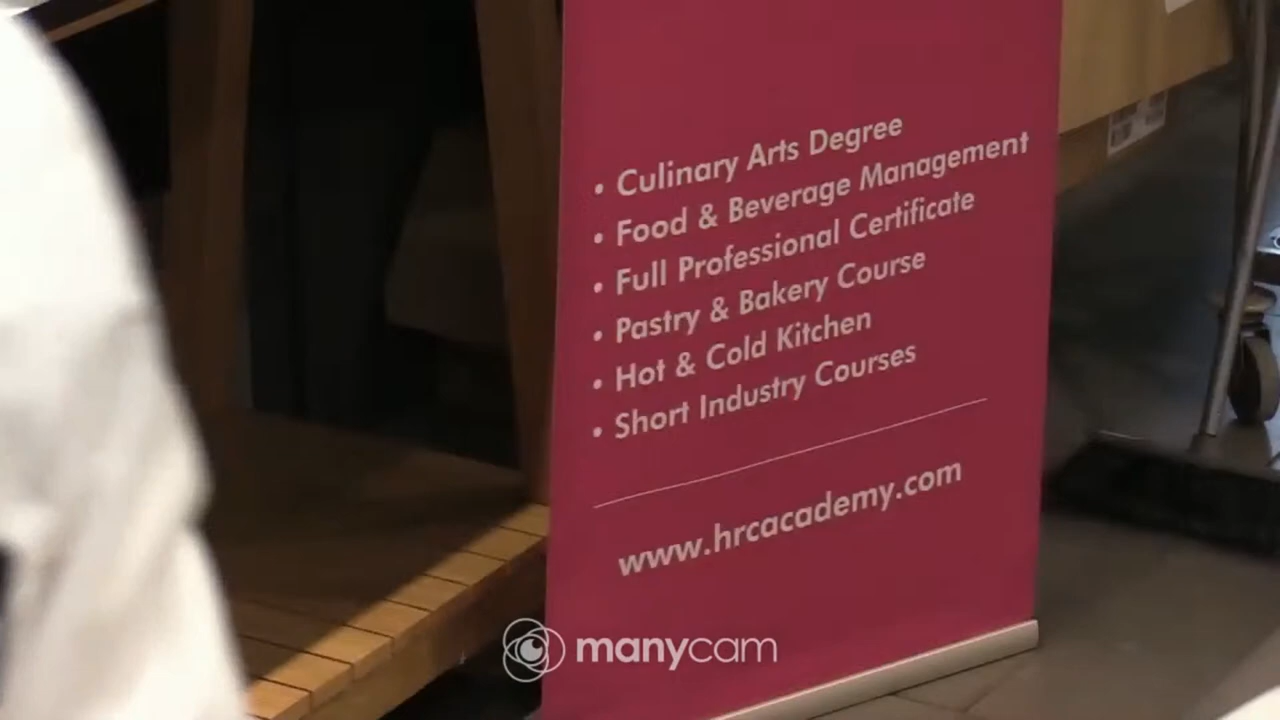 • Culinary Arts Degree
• Food & Beverage Management
• Full Professional Certificate
• Pastry & Bakery Course
• Hot & Cold Kitchen
• Short Industry Courses
www.hrcacademy.com
manycam